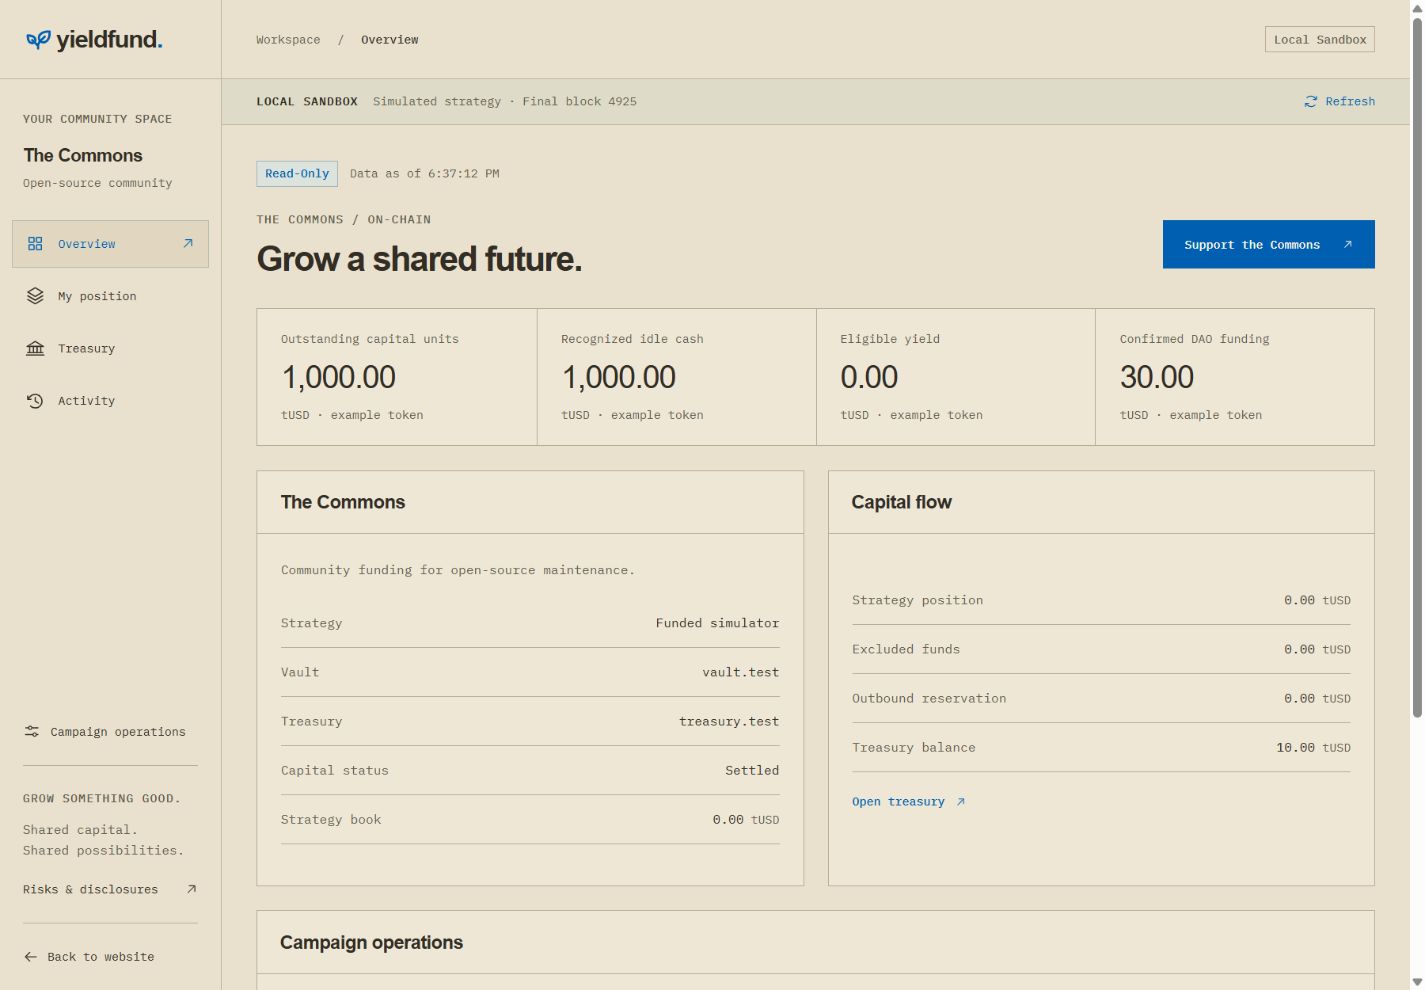 yieldfund.
YOUR COMMUNITY SPACE
The Commons
Open-source community
Overview
My position
Treasury
Activity
Campaign operations
GROW SOMETHING GOOD.
Shared capital.
Shared possibilities.
Risks & disclosures
Back to website
Workspace / Overview
Local Sandbox
LOCAL SANDBOX Simulated strategy · Final block 4925
Refresh
Read-Only Data as of 6:37:12 PM
THE COMMONS / ON-CHAIN
Grow a shared future.
Support the Commons
Outstanding capital units
1,000.00
tUSD · example token
Recognized idle cash
1,000.00
tUSD · example token
Eligible yield
0.00
tUSD · example token
Confirmed DAO funding
30.00
tUSD · example token
The Commons
Community funding for open-source maintenance.
Strategy Funded simulator
Vault vault.test
Treasury treasury.test
Capital status Settled
Strategy book 0.00 tUSD
Capital flow
Strategy position 0.00 tUSD
Excluded funds 0.00 tUSD
Outbound reservation 0.00 tUSD
Treasury balance 10.00 tUSD
Open treasury
Campaign operations